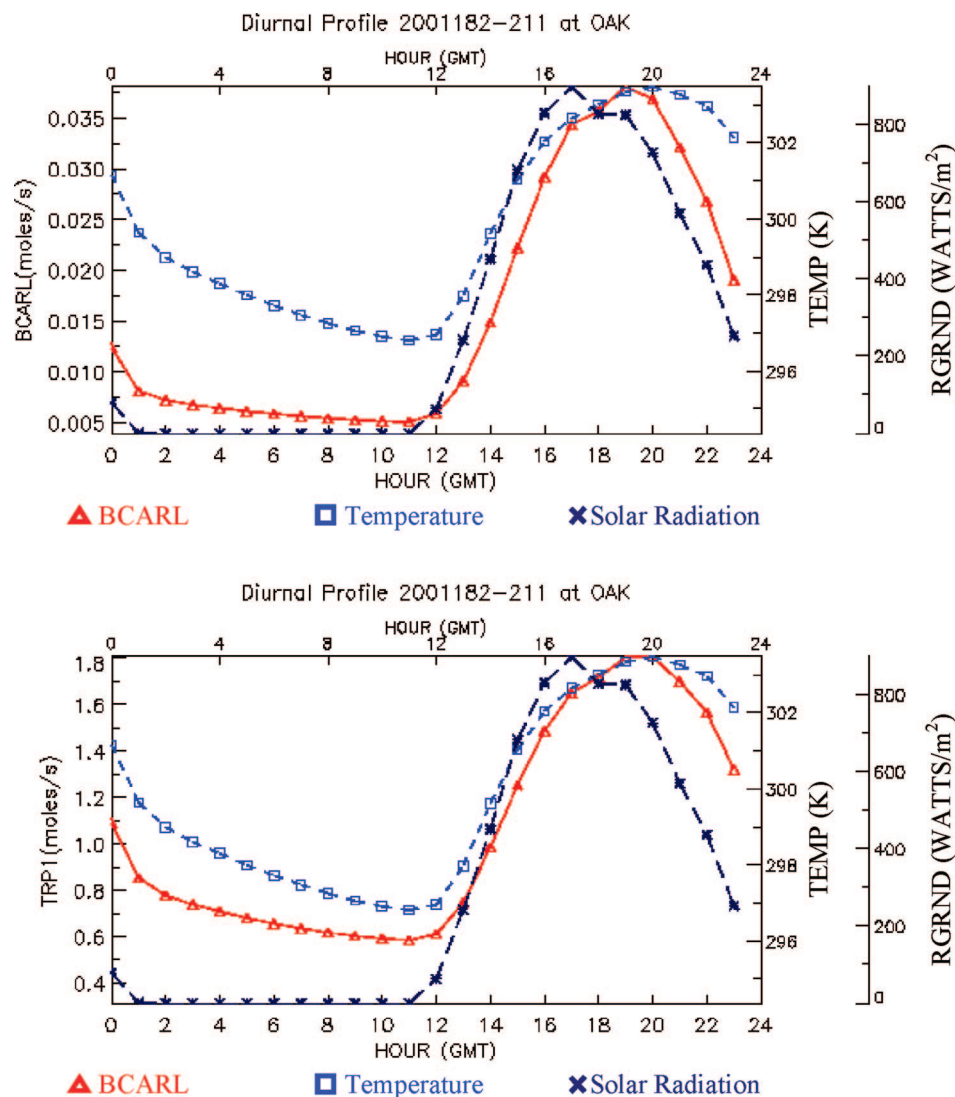 Diurnal Profile 2001182-211 at OAK
HOUR (GMT)
0 4 8 12 16 20 24
BCARL(moles/s)
0.035
0.030
0.025
0.020
0.015
0.010
0.005
302
300
298
296
TEMP (K)
800
600
400
200
0
RGRND (WATTS/m²)
0 2 4 6 8 10 12 14 16 18 20 22 24
HOUR (GMT)
BCARL Temperature Solar Radiation
Diurnal Profile 2001182-211 at OAK
HOUR (GMT)
0 4 8 12 16 20 24
TRP1(moles/s)
1.8
1.6
1.4
1.2
1.0
0.8
0.6
0.4
302
300
298
296
TEMP (K)
800
600
400
200
0
RGRND (WATTS/m²)
0 2 4 6 8 10 12 14 16 18 20 22 24
HOUR (GMT)
BCARL Temperature Solar Radiation